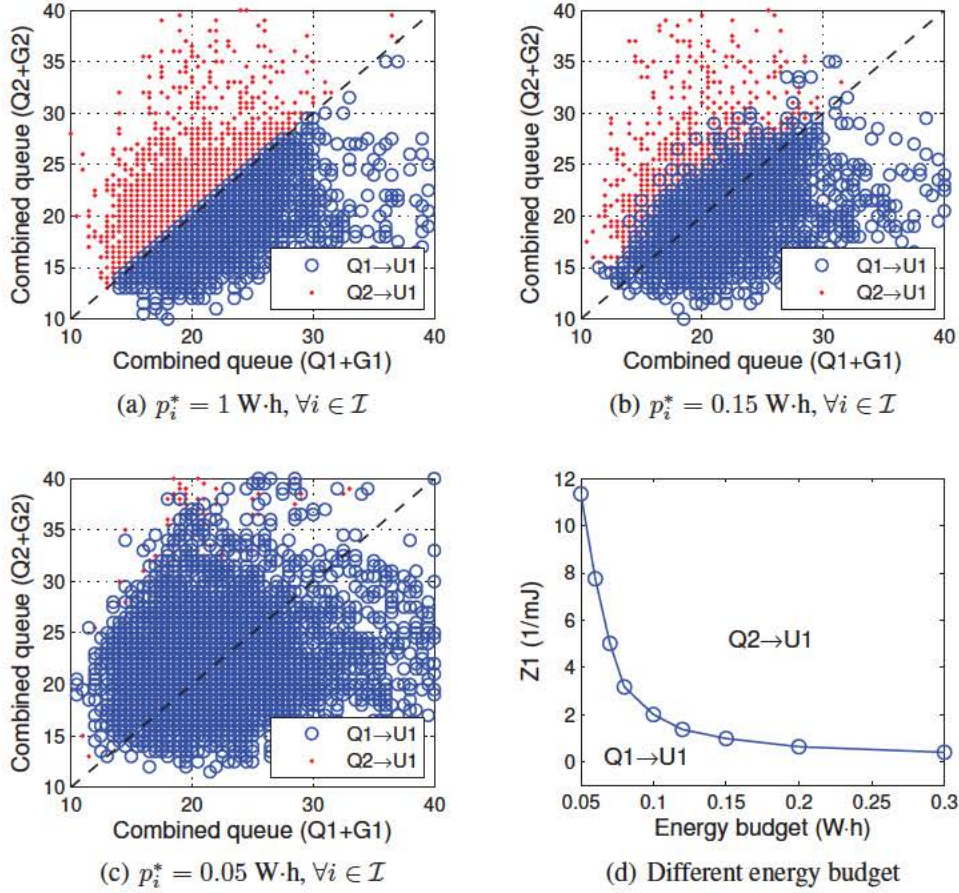 Combined queue (Q2+G2)
40
35
30
25
20
15
10
Q1→U1
Q2→U1
10 20 30 40
Combined queue (Q1+G1)
(a) p_i^* = 1 W·h, ∀i ∈ I
Combined queue (Q2+G2)
40
35
30
25
20
15
10
Q1→U1
Q2→U1
10 20 30 40
Combined queue (Q1+G1)
(b) p_i^* = 0.15 W·h, ∀i ∈ I
Combined queue (Q2+G2)
40
35
30
25
20
15
10
Q1→U1
Q2→U1
10 20 30 40
Combined queue (Q1+G1)
(c) p_i^* = 0.05 W·h, ∀i ∈ I
Z1 (1/mJ)
12
10
8
6
4
2
0
Q2→U1
Q1→U1
0.05 0.1 0.15 0.2 0.25 0.3
Energy budget (W·h)
(d) Different energy budget